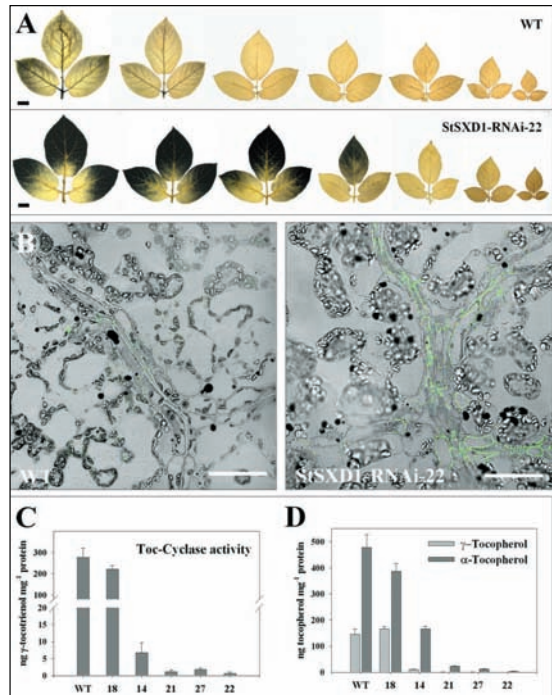 A
WT
StSXD1-RNAi-22
B
WT
StSXD1-RNAi-22
C
Toc-Cyclase activity
ng γ-tocotrienol mg⁻¹ protein
300
200
100
20
15
10
5
0
WT 18 14 21 27 22
D
γ-Tocopherol
α-Tocopherol
ng tocopherol mg⁻¹ protein
500
400
300
200
100
0
WT 18 14 21 27 22